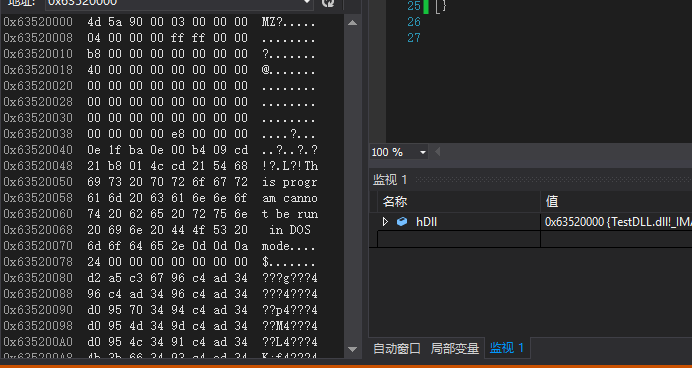 地址: 0x63520000
0x63520000 4d 5a 90 00 03 00 00 00 MZ?.....
0x63520008 04 00 00 00 ff ff 00 00 ........
0x63520010 b8 00 00 00 00 00 00 00 ?.......
0x63520018 40 00 00 00 00 00 00 00 @.......
0x63520020 00 00 00 00 00 00 00 00 ........
0x63520028 00 00 00 00 00 00 00 00 ........
0x63520030 00 00 00 00 00 00 00 00 ........
0x63520038 00 00 00 00 e8 00 00 00 ....?...
0x63520040 0e 1f ba 0e 00 b4 09 cd ..?..?.?
0x63520048 21 b8 01 4c cd 21 54 68 !?.L?!Th
0x63520050 69 73 20 70 72 6f 67 72 is progr
0x63520058 61 6d 20 63 61 6e 6e 6f am canno
0x63520060 74 20 62 65 20 72 75 6e t be run
0x63520068 20 69 6e 20 44 4f 53 20 in DOS
0x63520070 6d 6f 64 65 2e 0d 0d 0a mode....
0x63520078 24 00 00 00 00 00 00 00 $.......
0x63520080 d2 a5 c3 67 96 c4 ad 34 ???g???4
0x63520088 96 c4 ad 34 96 c4 ad 34 ???4???4
0x63520090 d0 95 70 34 94 c4 ad 34 ??p4???4
0x63520098 d0 95 4d 34 9d c4 ad 34 ??M4???4
0x635200A0 d0 95 4c 34 91 c4 ad 34 ??L4???4
0x635200A8 4b 3b 66 34 93 c4 ad 34 K;f4???4
25 }
26
27
100 %
监视 1
名称 值
hDll 0x63520000 {TestDLL.dll!_IMA
自动窗口 局部变量 监视 1